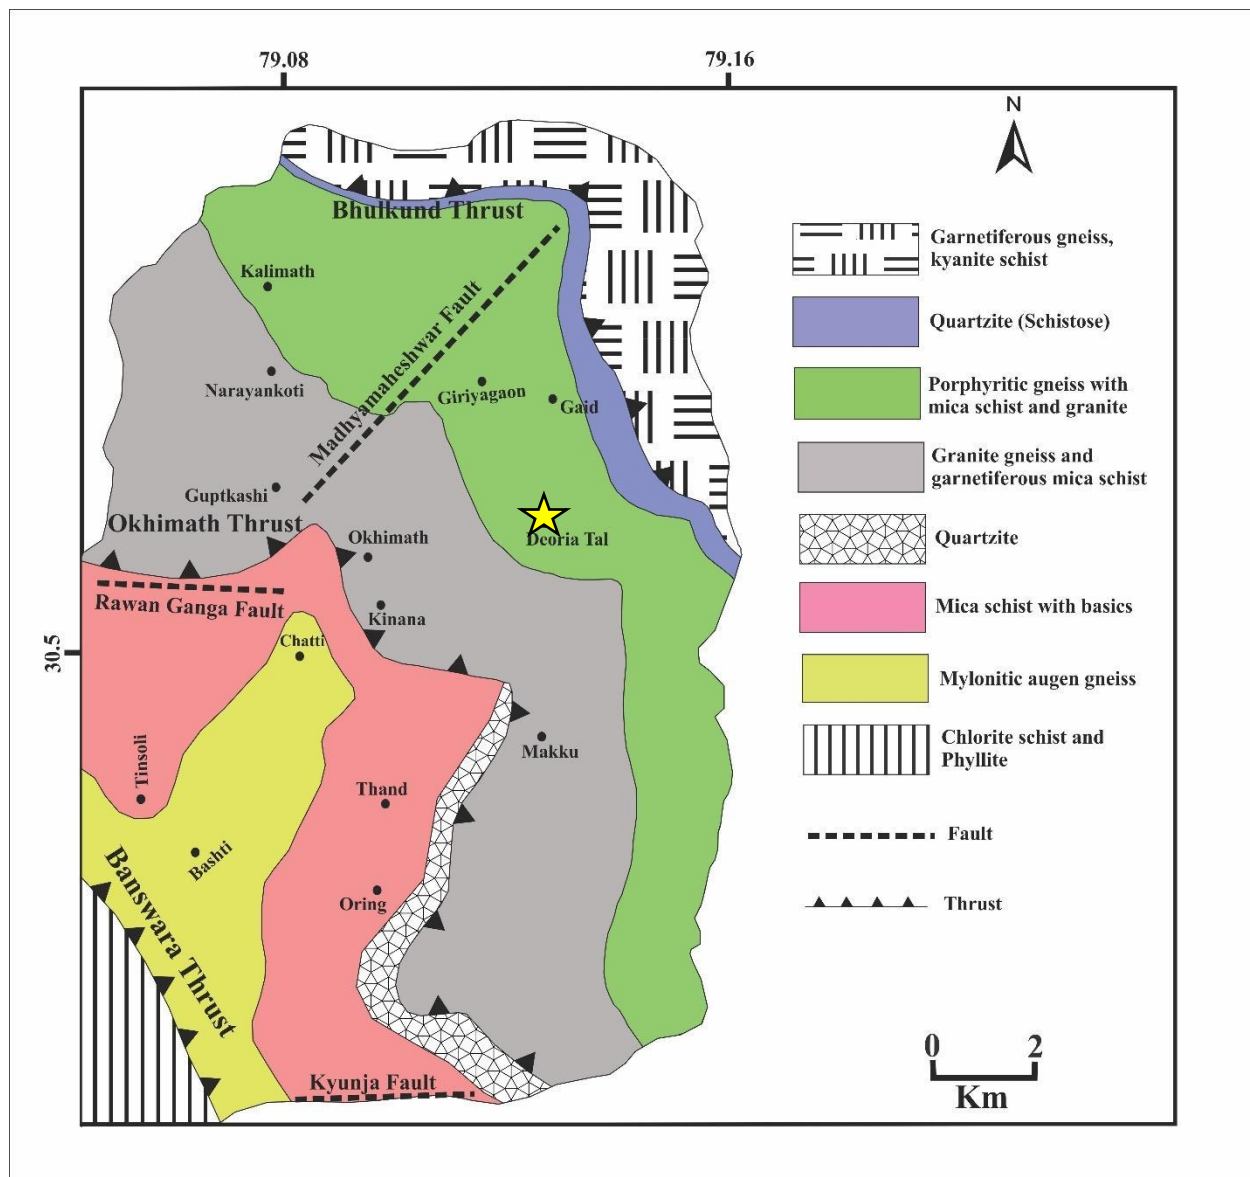 79.08
79.16
N
Bhulkund Thrust
Kalimath
Madhyamaheshwar Fault
Narayankoti
Giriyagaon
Gaid
Guptkashi
Okhimath Thrust
Okhimath
Deoria Tal
Rawan Ganga Fault
Kinana
Chatti
30.5
Tinsoli
Makku
Thand
Bashti
Oring
Banswara Thrust
Kyunja Fault
Garnetiferous gneiss,
kyanite schist
Quartzite (Schistose)
Porphyritic gneiss with
mica schist and granite
Granite gneiss and
garnetiferous mica schist
Quartzite
Mica schist with basics
Mylonitic augen gneiss
Chlorite schist and
Phyllite
Fault
Thrust
0 2
Km